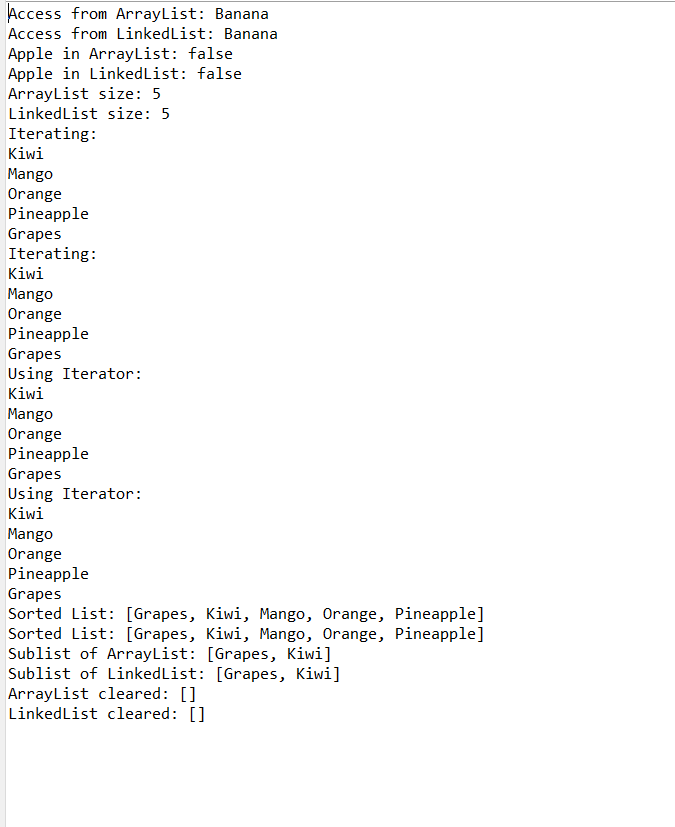 Access from ArrayList: Banana
Access from LinkedList: Banana
Apple in ArrayList: false
Apple in LinkedList: false
ArrayList size: 5
LinkedList size: 5
Iterating:
Kiwi
Mango
Orange
Pineapple
Grapes
Iterating:
Kiwi
Mango
Orange
Pineapple
Grapes
Using Iterator:
Kiwi
Mango
Orange
Pineapple
Grapes
Using Iterator:
Kiwi
Mango
Orange
Pineapple
Grapes
Sorted List: [Grapes, Kiwi, Mango, Orange, Pineapple]
Sorted List: [Grapes, Kiwi, Mango, Orange, Pineapple]
Sublist of ArrayList: [Grapes, Kiwi]
Sublist of LinkedList: [Grapes, Kiwi]
ArrayList cleared: []
LinkedList cleared: []